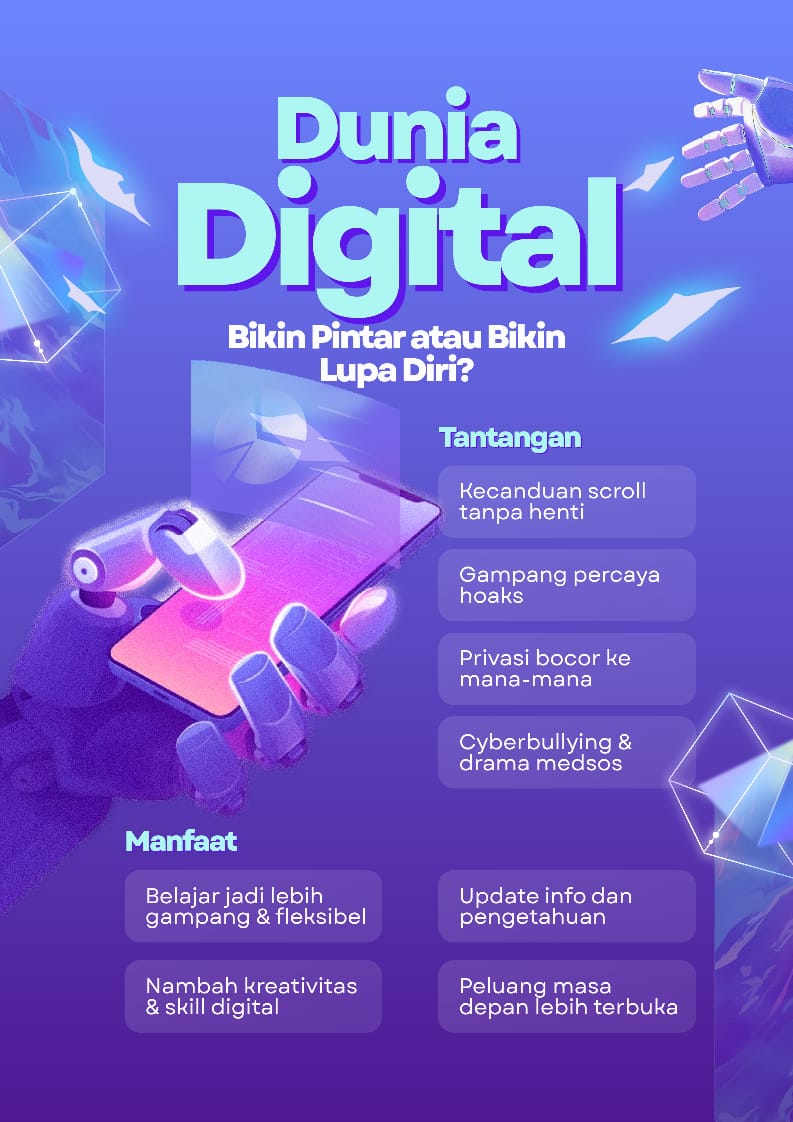 Dunia
Digital
Bikin Pintar atau Bikin
Lupa Diri?
Tantangan
Kecanduan scroll
tanpa henti
Gampang percaya
hoaks
Privasi bocor ke
mana-mana
Cyberbullying &
drama medsos
Manfaat
Belajar jadi lebih
gampang & fleksibel
Update info dan
pengetahuan
Nambah kreativitas
& skill digital
Peluang masa
depan lebih terbuka